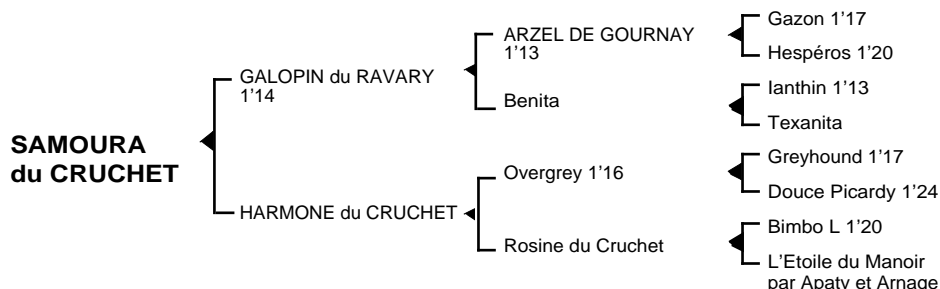 Gazon 1’17
ARZEL DE GOURNAY
1’13
Hespéros 1’20
GALOPIN du RAVARY
1’14
Benita
Ianthin 1’13
Texanita
SAMOURA
du CRUCHET
Greyhound 1’17
Overgrey 1’16
Douce Picardy 1’24
HARMONE du CRUCHET
Bimbo L 1’20
Rosine du Cruchet
L’Etoile du Manoir
par Apaty et Arnage